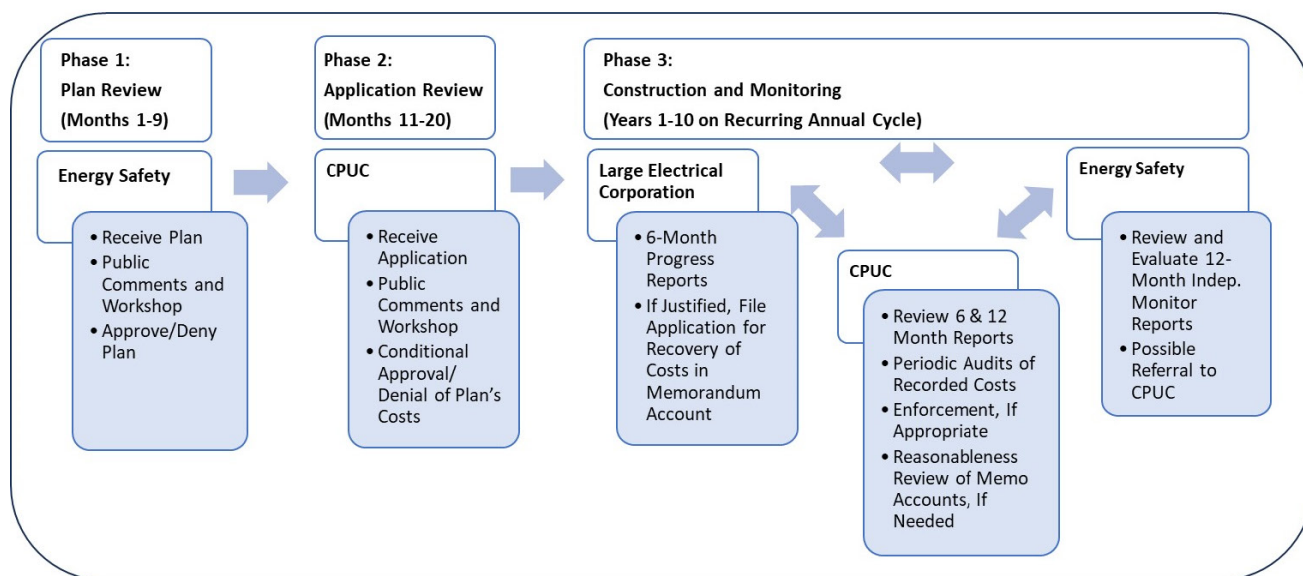 Phase 1:
Plan Review
(Months 1-9)
Energy Safety
• Receive Plan
• Public
Comments and
Workshop
• Approve/Deny
Plan
Phase 2:
Application Review
(Months 11-20)
CPUC
• Receive
Application
• Public
Comments and
Workshop
• Conditional
Approval/
Denial of Plan's
Costs
Phase 3:
Construction and Monitoring
(Years 1-10 on Recurring Annual Cycle)
Large Electrical
Corporation
• 6-Month
Progress
Reports
• If Justified, File
Application for
Recovery of
Costs in
Memorandum
Account
CPUC
• Review 6 & 12
Month Reports
• Periodic Audits of
Recorded Costs
• Enforcement, If
Appropriate
• Reasonableness
Review of Memo
Accounts, If
Needed
Energy Safety
• Review and
Evaluate 12-
Month Indep.
Monitor
Reports
• Possible
Referral to
CPUC